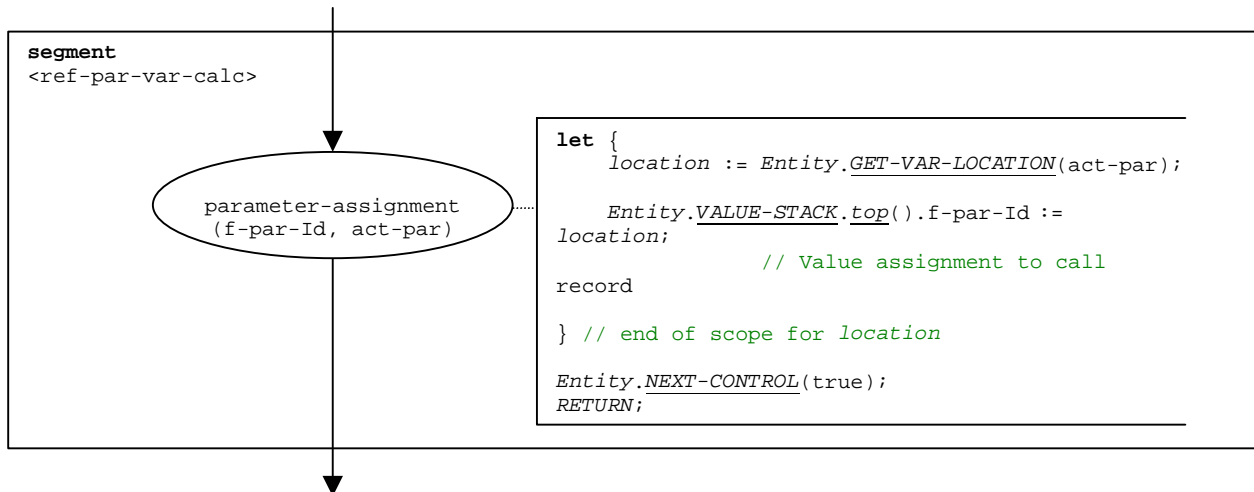 segment
<ref-par-var-calc>
parameter-assignment
(f-par-Id, act-par)
let {
location := Entity.GET-VAR-LOCATION(act-par);
Entity.VALUE-STACK.top().f-par-Id :=
location;
// Value assignment to call
record
} // end of scope for location
Entity.NEXT-CONTROL(true);
RETURN;